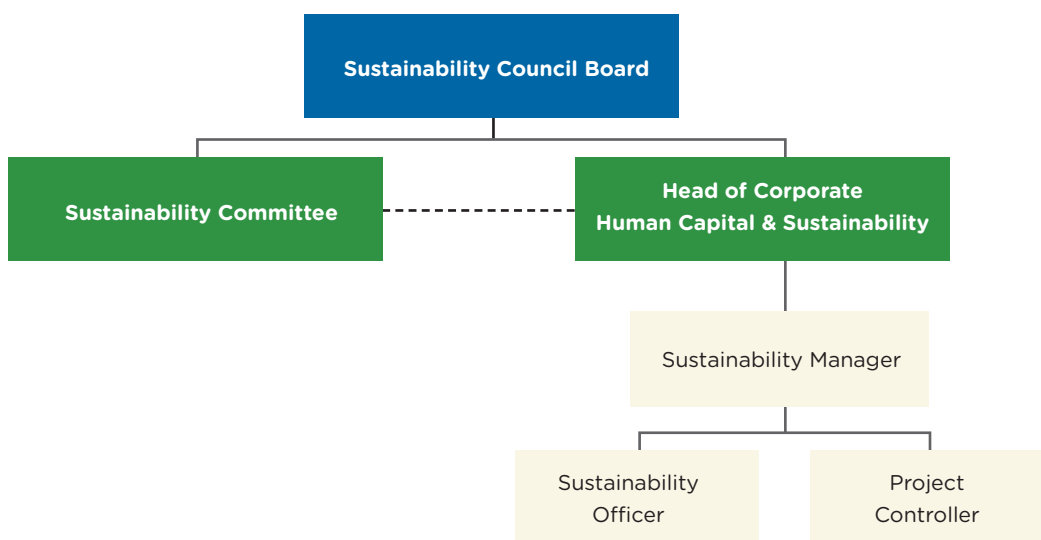 Sustainability Council Board
Sustainability Committee
Head of Corporate
Human Capital & Sustainability
Sustainability Manager
Sustainability
Officer
Project
Controller